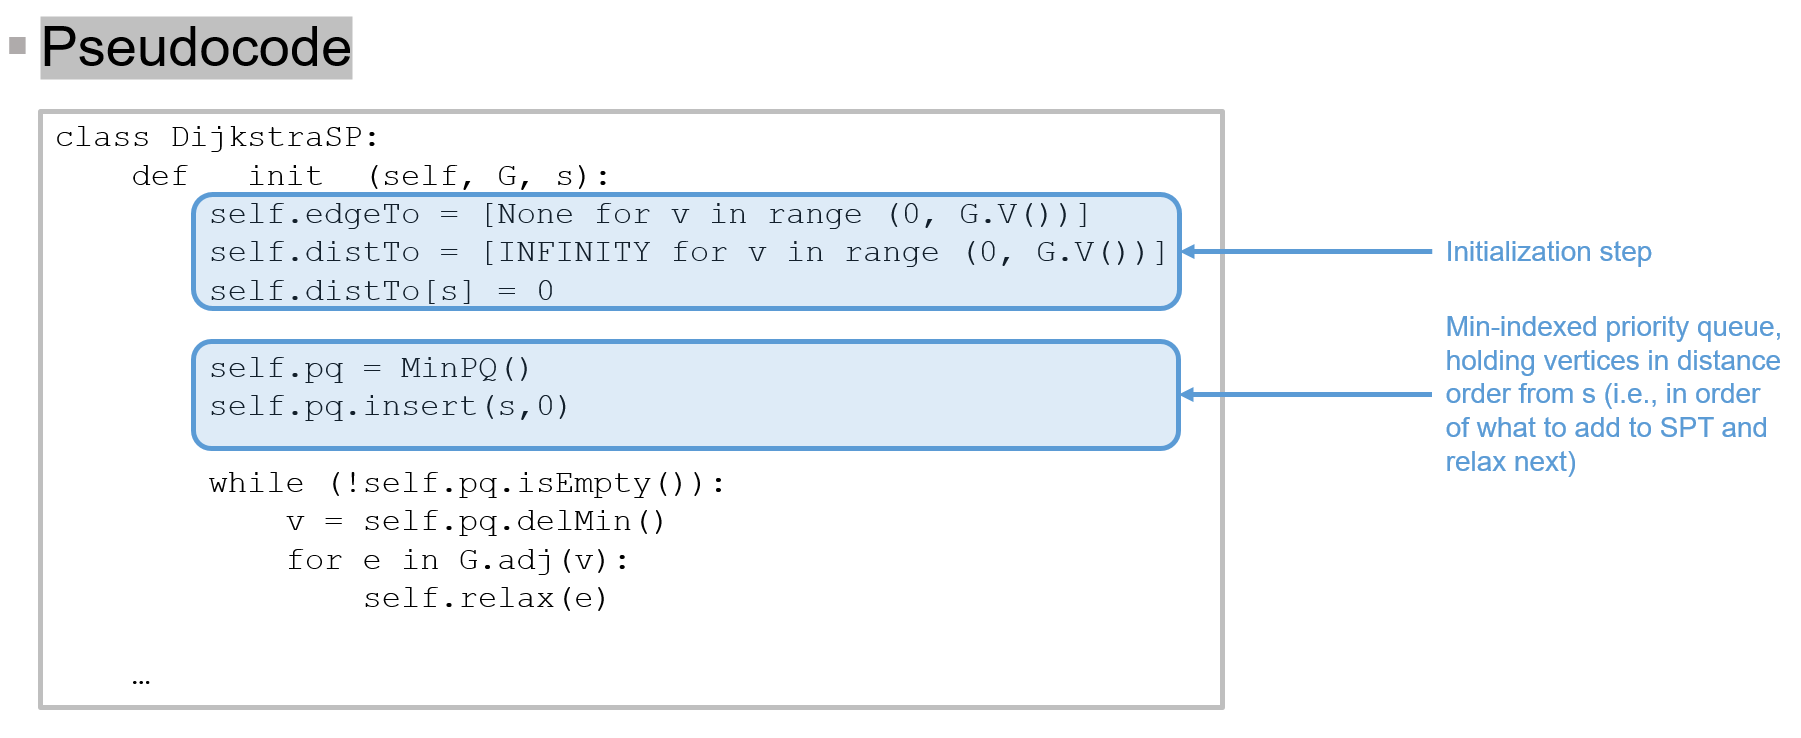 Pseudocode
class DijkstraSP:
    def   init  (self, G, s):
        self.edgeTo = [None for v in range (0, G.V())]
        self.distTo = [INFINITY for v in range (0, G.V())]
        self.distTo[s] = 0
        self.pq = MinPQ()
        self.pq.insert(s,0)
        while (!self.pq.isEmpty()):
            v = self.pq.delMin()
            for e in G.adj(v):
                self.relax(e)
    …
Initialization step
Min-indexed priority queue,
holding vertices in distance
order from s (i.e., in order
of what to add to SPT and
relax next)